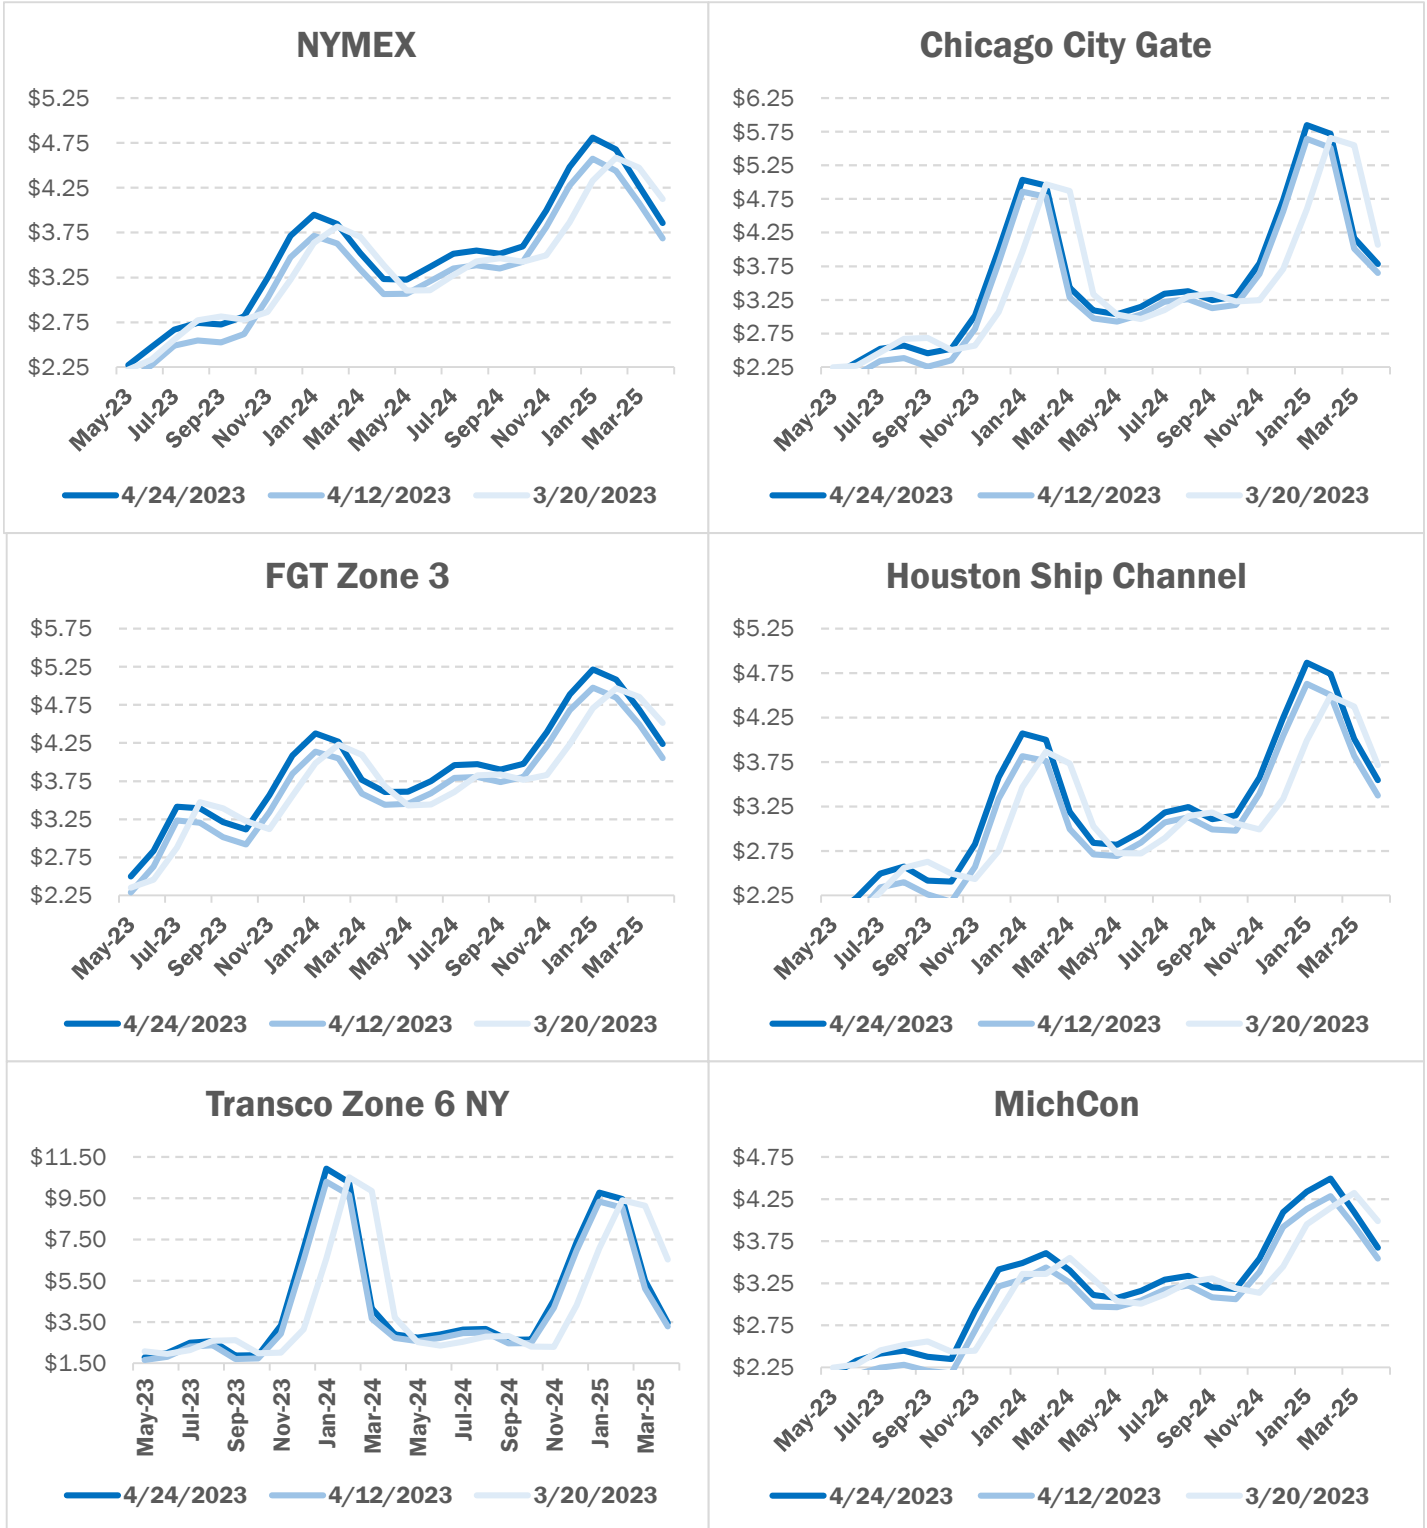 NYMEX
$5.25
$4.75
$4.25
$3.75
$3.25
$2.75
$2.25
May-23 Jul-23 Sep-23 Nov-23 Jan-24 Mar-24 May-24 Jul-24 Sep-24 Nov-24 Jan-25 Mar-25
4/24/2023 4/12/2023 3/20/2023
Chicago City Gate
$6.25
$5.75
$5.25
$4.75
$4.25
$3.75
$3.25
$2.75
$2.25
May-23 Jul-23 Sep-23 Nov-23 Jan-24 Mar-24 May-24 Jul-24 Sep-24 Nov-24 Jan-25 Mar-25
4/24/2023 4/12/2023 3/20/2023
FGT Zone 3
$5.75
$5.25
$4.75
$4.25
$3.75
$3.25
$2.75
$2.25
May-23 Jul-23 Sep-23 Nov-23 Jan-24 Mar-24 May-24 Jul-24 Sep-24 Nov-24 Jan-25 Mar-25
4/24/2023 4/12/2023 3/20/2023
Houston Ship Channel
$5.25
$4.75
$4.25
$3.75
$3.25
$2.75
$2.25
May-23 Jul-23 Sep-23 Nov-23 Jan-24 Mar-24 May-24 Jul-24 Sep-24 Nov-24 Jan-25 Mar-25
4/24/2023 4/12/2023 3/20/2023
Transco Zone 6 NY
$11.50
$9.50
$7.50
$5.50
$3.50
$1.50
May-23 Jul-23 Sep-23 Nov-23 Jan-24 Mar-24 May-24 Jul-24 Sep-24 Nov-24 Jan-25 Mar-25
4/24/2023 4/12/2023 3/20/2023
MichCon
$4.75
$4.25
$3.75
$3.25
$2.75
$2.25
May-23 Jul-23 Sep-23 Nov-23 Jan-24 Mar-24 May-24 Jul-24 Sep-24 Nov-24 Jan-25 Mar-25
4/24/2023 4/12/2023 3/20/2023